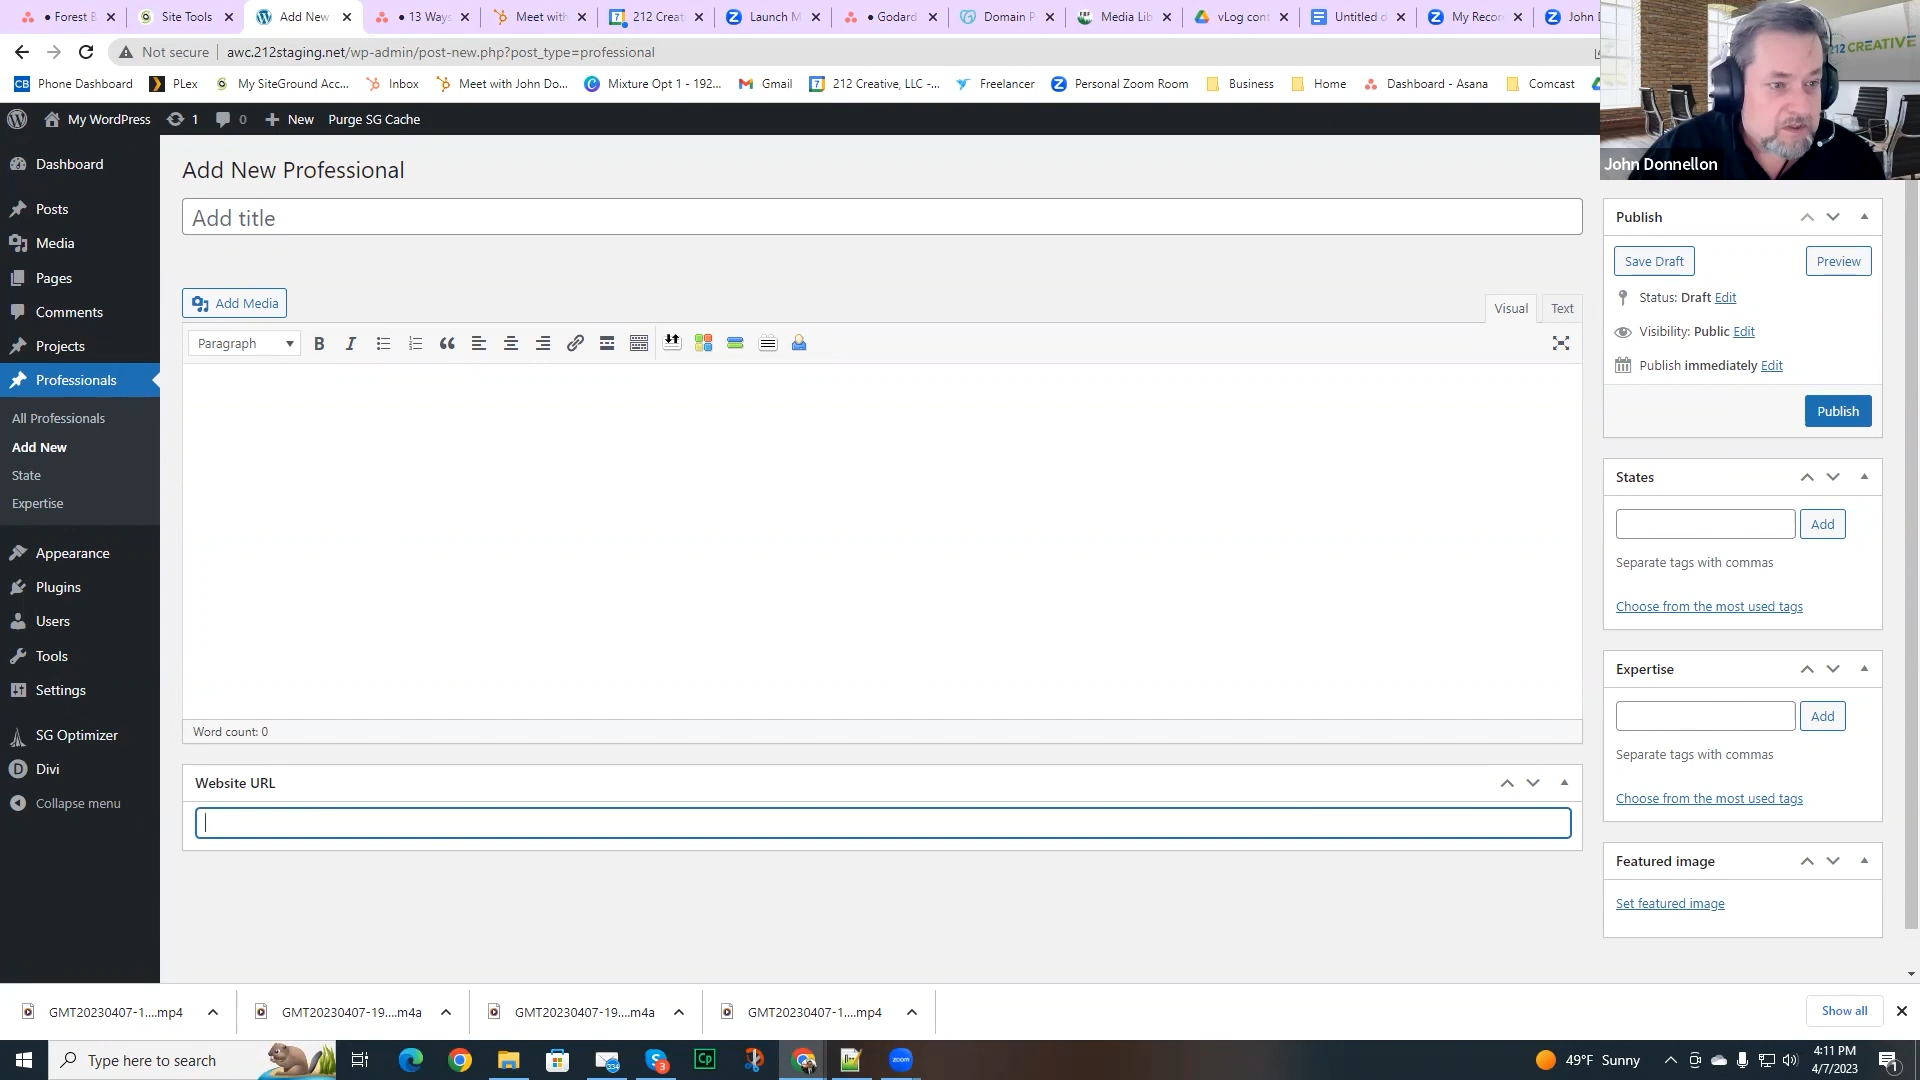 • Forest B
Site Tools
Add New
• 13 Ways
Meet with
212 Creat
Launch M
• Godard
Domain P
Media Lib
vLog cont
Untitled d
My Recor
John D
Not secure
awc.212staging.net/wp-admin/post-new.php?post_type=professional
Phone Dashboard
PLex
My SiteGround Acc...
Inbox
Meet with John Do...
Mixture Opt 1 - 192...
Gmail
212 Creative, LLC -...
Freelancer
Personal Zoom Room
Business
Home
Dashboard - Asana
Comcast
212 CREATIVE
John Donnellon
My WordPress
1
0
New
Purge SG Cache
Dashboard
Posts
Media
Pages
Comments
Projects
Professionals
All Professionals
Add New
State
Expertise
Appearance
Plugins
Users
Tools
Settings
SG Optimizer
Divi
Collapse menu
Add New Professional
Add title
Add Media
Visual
Text
Paragraph
B
I
Word count: 0
Website URL
Publish
Save Draft
Preview
Status: Draft Edit
Visibility: Public Edit
Publish immediately Edit
Publish
States
Add
Separate tags with commas
Choose from the most used tags
Expertise
Add
Separate tags with commas
Choose from the most used tags
Featured image
Set featured image
GMT20230407-1....mp4
GMT20230407-19....m4a
GMT20230407-19....m4a
GMT20230407-1....mp4
Show all
Type here to search
334
3
Cp
zoom
49°F Sunny
4:11 PM
4/7/2023
1